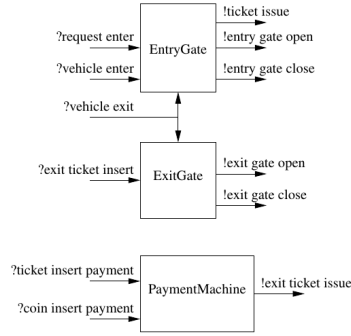 !ticket issue
?request enter
EntryGate
!entry gate open
?vehicle enter
!entry gate close
?vehicle exit
!exit gate open
?exit ticket insert
ExitGate
!exit gate close
?ticket insert payment
PaymentMachine
!exit ticket issue
?coin insert payment